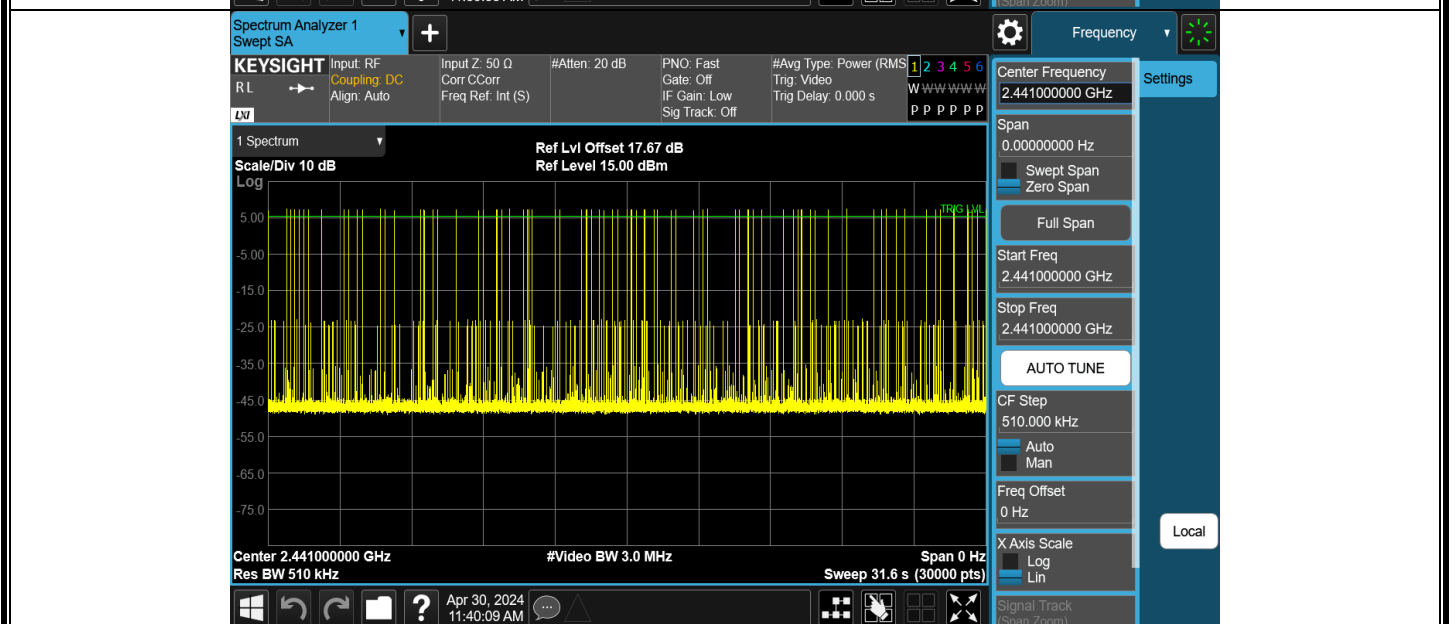 Spectrum Analyzer 1
Swept SA
+
Frequency
KEYSIGHT
R L
LXI
Input: RF
Coupling: DC
Align: Auto
Input Z: 50 Ω
Corr CCorr
Freq Ref: Int (S)
#Atten: 20 dB
PNO: Fast
Gate: Off
IF Gain: Low
Sig Track: Off
#Avg Type: Power (RMS
Trig: Video
Trig Delay: 0.000 s
1 2 3 4 5 6
W W W W W W
P P P P P P
1 Spectrum
Scale/Div 10 dB
Log
Ref Lvl Offset 17.67 dB
Ref Level 15.00 dBm
TRIG LVL
5.00
-5.00
-15.0
-25.0
-35.0
-45.0
-55.0
-65.0
-75.0
Center 2.441000000 GHz
Res BW 510 kHz
#Video BW 3.0 MHz
Span 0 Hz
Sweep 31.6 s (30000 pts)
Center Frequency
2.441000000 GHz
Settings
Span
0.00000000 Hz
Swept Span
Zero Span
Full Span
Start Freq
2.441000000 GHz
Stop Freq
2.441000000 GHz
AUTO TUNE
CF Step
510.000 kHz
Auto
Man
Freq Offset
0 Hz
X Axis Scale
Log
Lin
Local
Signal Track
(Span Zoom)
?
Apr 30, 2024
11:40:09 AM